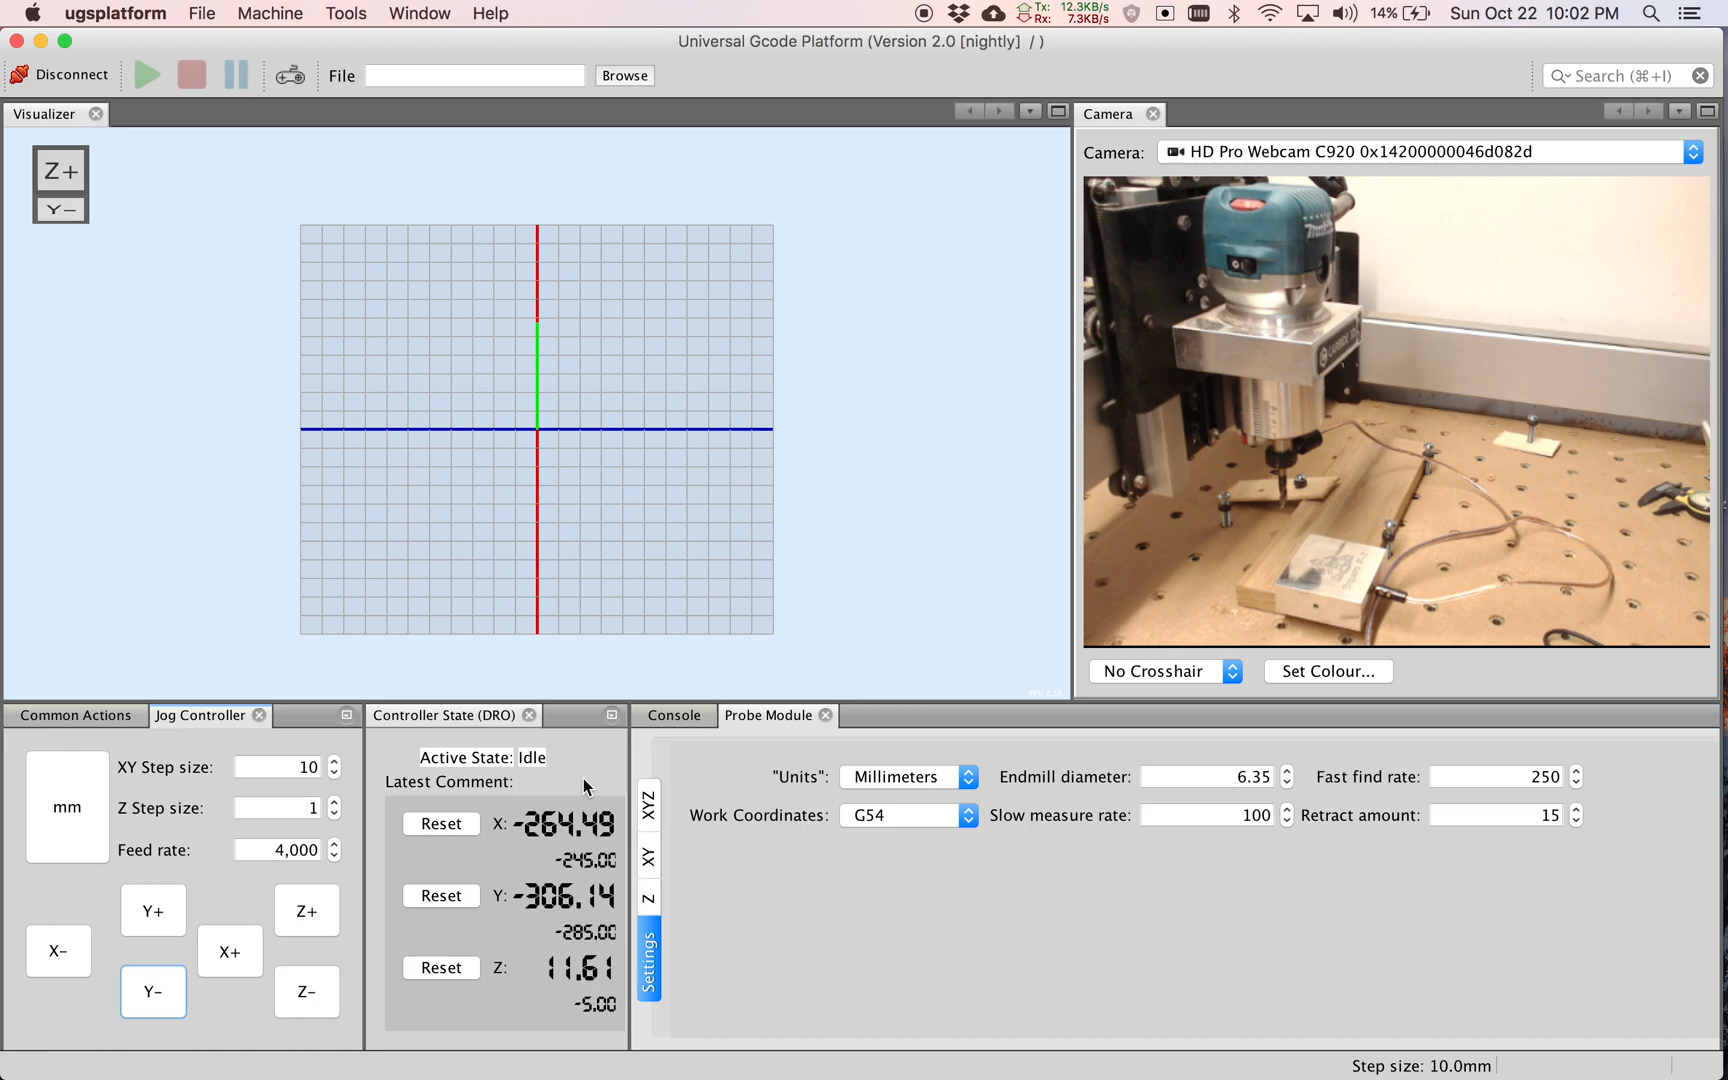 ugsplatform File Machine Tools Window Help Tx: 12.3KB/s Rx: 7.3KB/s 14% Sun Oct 22 10:02 PM
Universal Gcode Platform (Version 2.0 [nightly] / )
Disconnect File Browse Search (⌘+I)
Visualizer
Z+
Y-
Camera
Camera: HD Pro Webcam C920 0x14200000046d082d
makita
CARBIDE 3D
No Crosshair Set Colour...
Common Actions Jog Controller
mm
XY Step size: 10
Z Step size: 1
Feed rate: 4,000
Y+ Z+
X- X+
Y- Z-
Controller State (DRO)
Active State: Idle
Latest Comment:
Reset X: -264.49
-245.00
Reset Y: -306.14
-285.00
Reset Z: 11.61
-5.00
Console Probe Module
XYZ
XY
Z
Settings
"Units": Millimeters Endmill diameter: 6.35 Fast find rate: 250
Work Coordinates: G54 Slow measure rate: 100 Retract amount: 15
Step size: 10.0mm